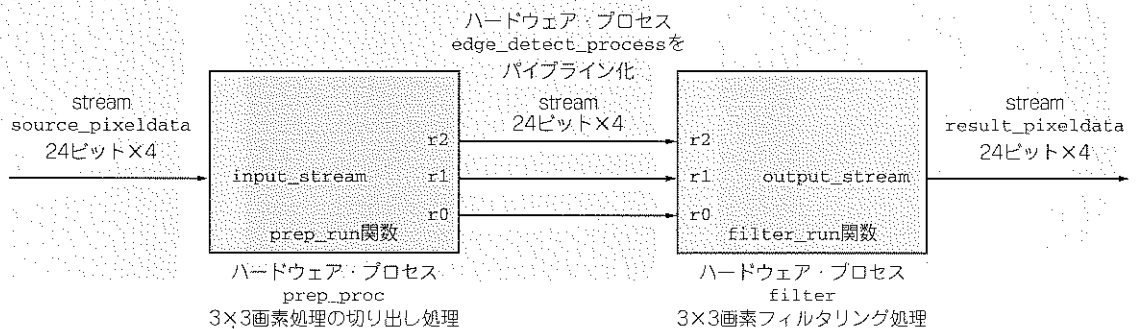 ハードウェア・プロセス
edge_detect_processを
パイプライン化
stream
source_pixeldata
24ビット×4
stream
24ビット×4
stream
result_pixeldata
24ビット×4
input_stream
r2
r1
r0
prep_run関数
r2
r1
r0
output_stream
filter_run関数
ハードウェア・プロセス
prep_proc
3×3画素処理の切り出し処理
ハードウェア・プロセス
filter
3×3画素フィルタリング処理